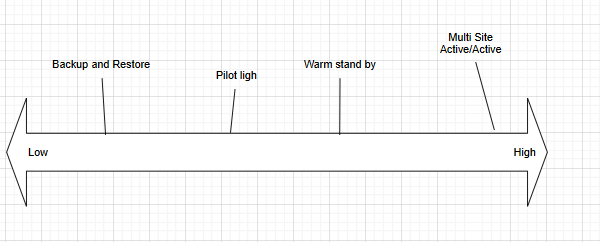 Multi Site
Active/Active
Backup and Restore
Pilot ligh
Warm stand by
Low
High